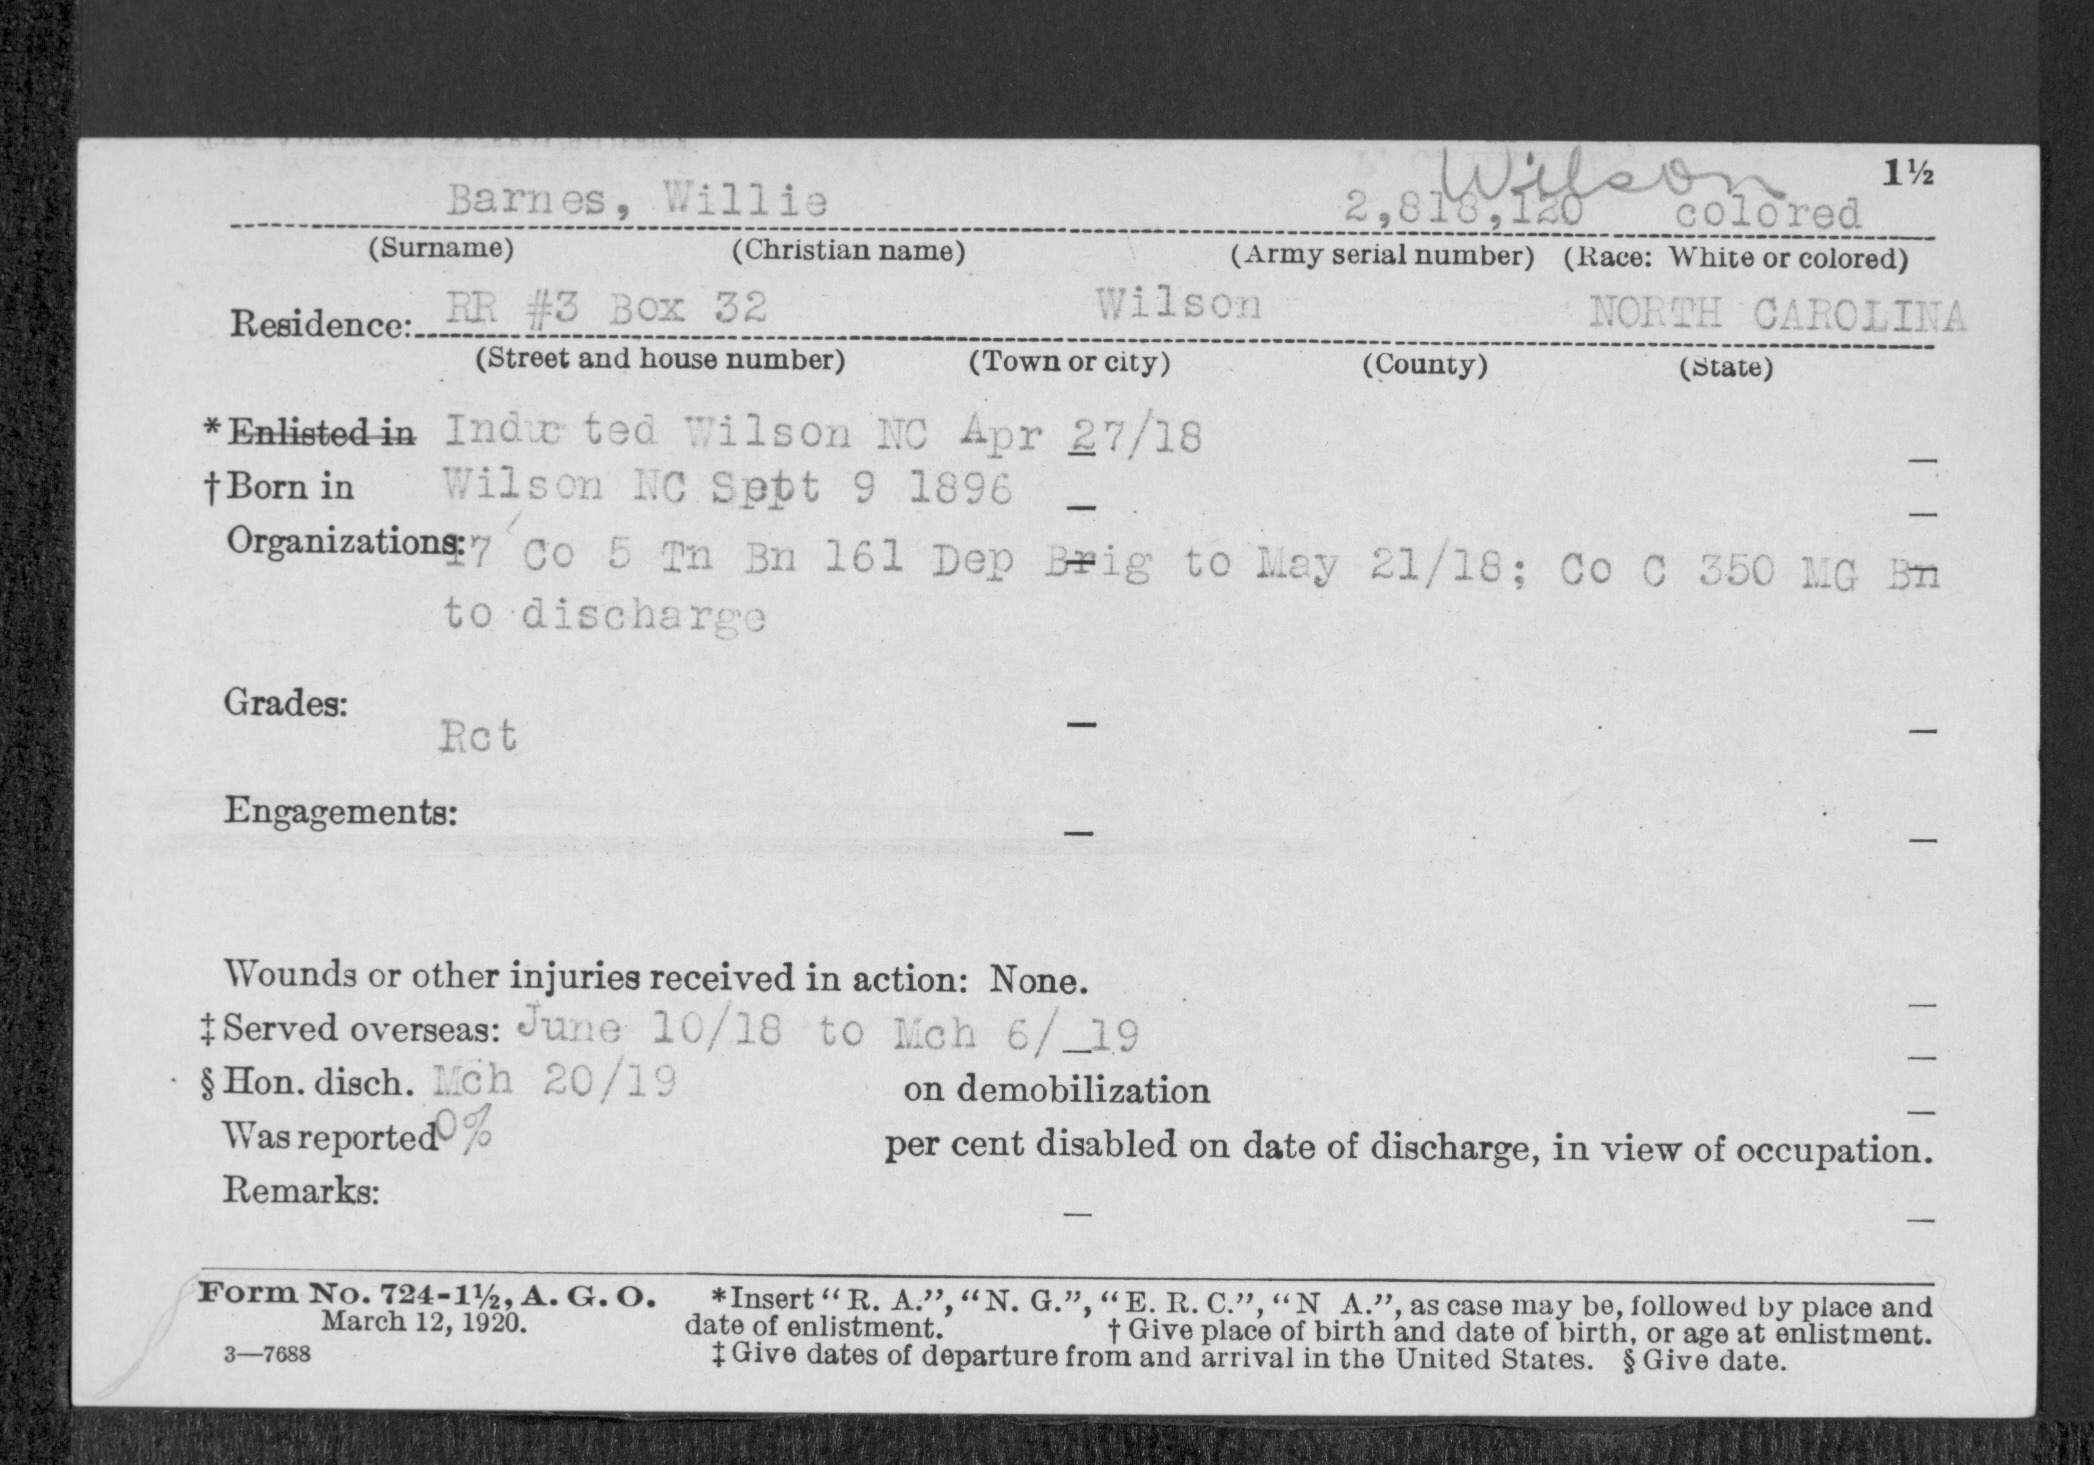 Wilson 1½
Barnes, Willie 2,818,120 colored
(Surname) (Christian name) (Army serial number) (Race: White or colored)
Residence: RR #3 Box 32 Wilson NORTH CAROLINA
(Street and house number) (Town or city) (County) (State)
*Enlisted in Inducted Wilson NC Apr 27/18
†Born in Wilson NC Sept 9 1896
Organizations: 17 Co 5 Tn Bn 161 Dep Brig to May 21/18; Co C 350 MG Bn
to discharge
Grades:
Rct
Engagements:
Wounds or other injuries received in action: None.
‡Served overseas: June 10/18 to Mch 6/19
§Hon. disch. Mch 20/19 on demobilization
Was reported 0% per cent disabled on date of discharge, in view of occupation.
Remarks:
Form No. 724-1½, A. G. O. *Insert "R. A.", "N. G.", "E. R. C.", "N A.", as case may be, followed by place and
March 12, 1920. date of enlistment. †Give place of birth and date of birth, or age at enlistment.
3—7688 ‡Give dates of departure from and arrival in the United States. §Give date.